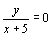 y/(x + 5) = 0